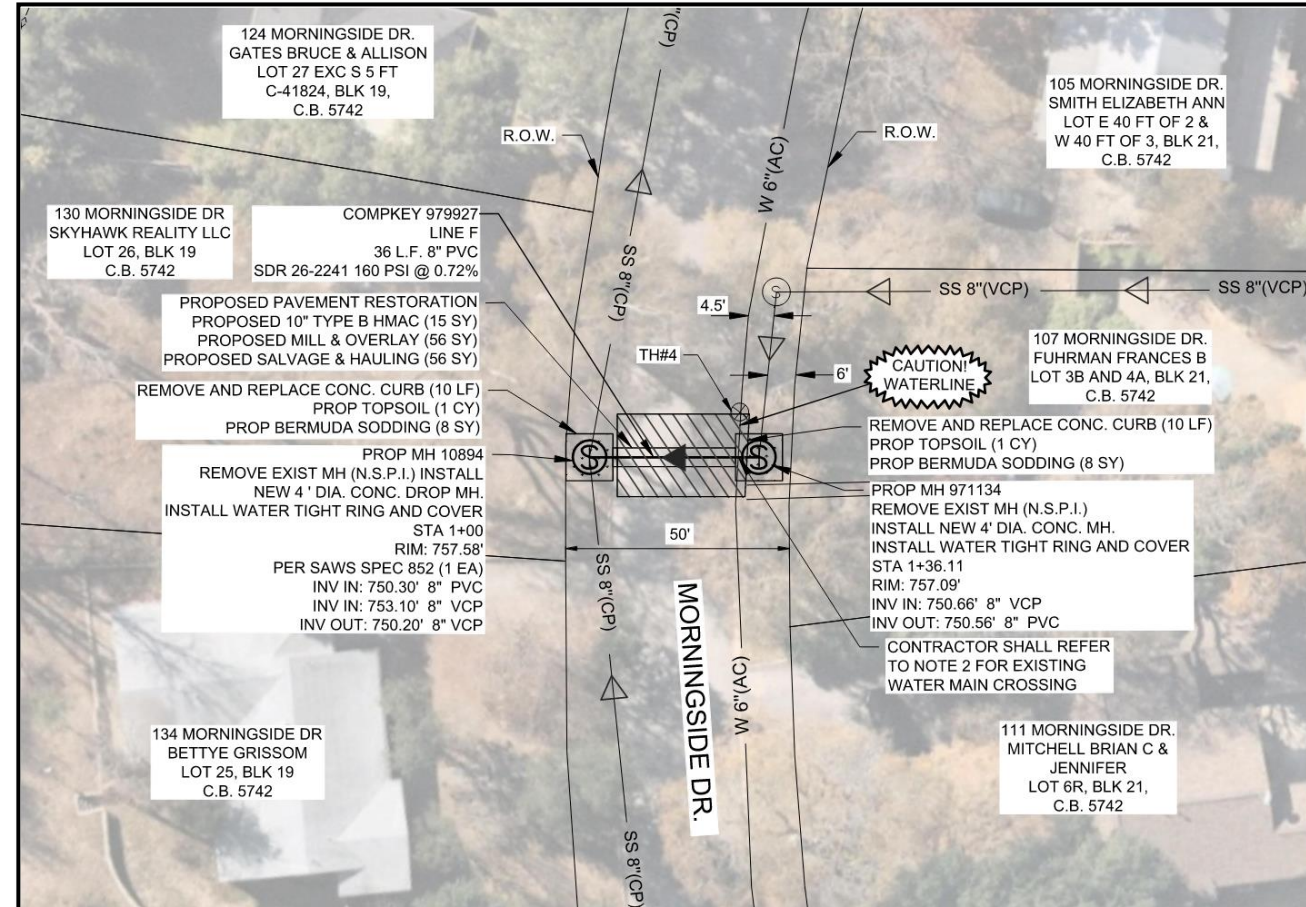 124 MORNINGSIDE DR.
GATES BRUCE & ALLISON
LOT 27 EXC S 5 FT
C-41824, BLK 19,
C.B. 5742
"(CP)
105 MORNINGSIDE DR.
SMITH ELIZABETH ANN
LOT E 40 FT OF 2 &
W 40 FT OF 3, BLK 21,
C.B. 5742
R.O.W.
R.O.W.
W 6"(AC)
130 MORNINGSIDE DR
SKYHAWK REALITY LLC
LOT 26, BLK 19
C.B. 5742
COMPKEY 979927
LINE F
36 L.F. 8" PVC
SDR 26-2241 160 PSI @ 0.72%
SS 8"(CP)
SS 8"(VCP)
SS 8"(VCP)
S
4.5'
PROPOSED PAVEMENT RESTORATION
PROPOSED 10" TYPE B HMAC (15 SY)
PROPOSED MILL & OVERLAY (56 SY)
PROPOSED SALVAGE & HAULING (56 SY)
TH#4
6'
CAUTION!
WATERLINE
107 MORNINGSIDE DR.
FUHRMAN FRANCES B
LOT 3B AND 4A, BLK 21,
C.B. 5742
REMOVE AND REPLACE CONC. CURB (10 LF)
PROP TOPSOIL (1 CY)
PROP BERMUDA SODDING (8 SY)
REMOVE AND REPLACE CONC. CURB (10 LF)
PROP TOPSOIL (1 CY)
PROP BERMUDA SODDING (8 SY)
S
S
PROP MH 10894
REMOVE EXIST MH (N.S.P.I.) INSTALL
NEW 4 ' DIA. CONC. DROP MH.
INSTALL WATER TIGHT RING AND COVER
STA 1+00
RIM: 757.58'
PER SAWS SPEC 852 (1 EA)
INV IN: 750.30' 8" PVC
INV IN: 753.10' 8" VCP
INV OUT: 750.20' 8" VCP
PROP MH 971134
REMOVE EXIST MH (N.S.P.I.)
INSTALL NEW 4' DIA. CONC. MH.
INSTALL WATER TIGHT RING AND COVER
STA 1+36.11
RIM: 757.09'
INV IN: 750.66' 8" VCP
INV OUT: 750.56' 8" PVC
50'
SS 8"(CP)
MORNINGSIDE DR.
W 6"(AC)
CONTRACTOR SHALL REFER
TO NOTE 2 FOR EXISTING
WATER MAIN CROSSING
134 MORNINGSIDE DR
BETTYE GRISSOM
LOT 25, BLK 19
C.B. 5742
111 MORNINGSIDE DR.
MITCHELL BRIAN C &
JENNIFER
LOT 6R, BLK 21,
C.B. 5742
SS 8"(CP)